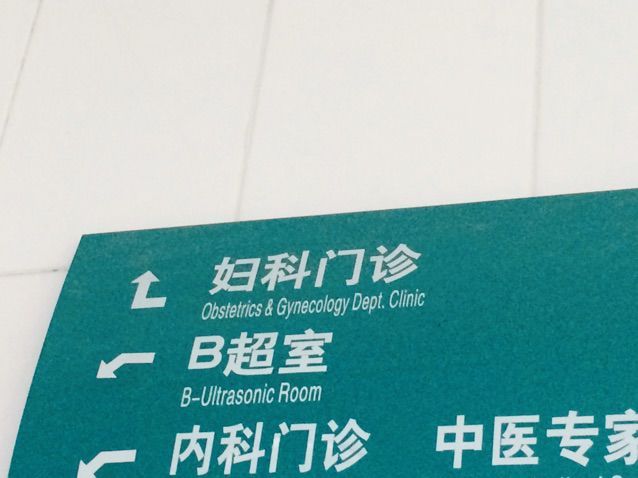 妇科门诊
Obstetrics & Gynecology Dept. Clinic
B超室
B-Ultrasonic Room
内科门诊 中医专家